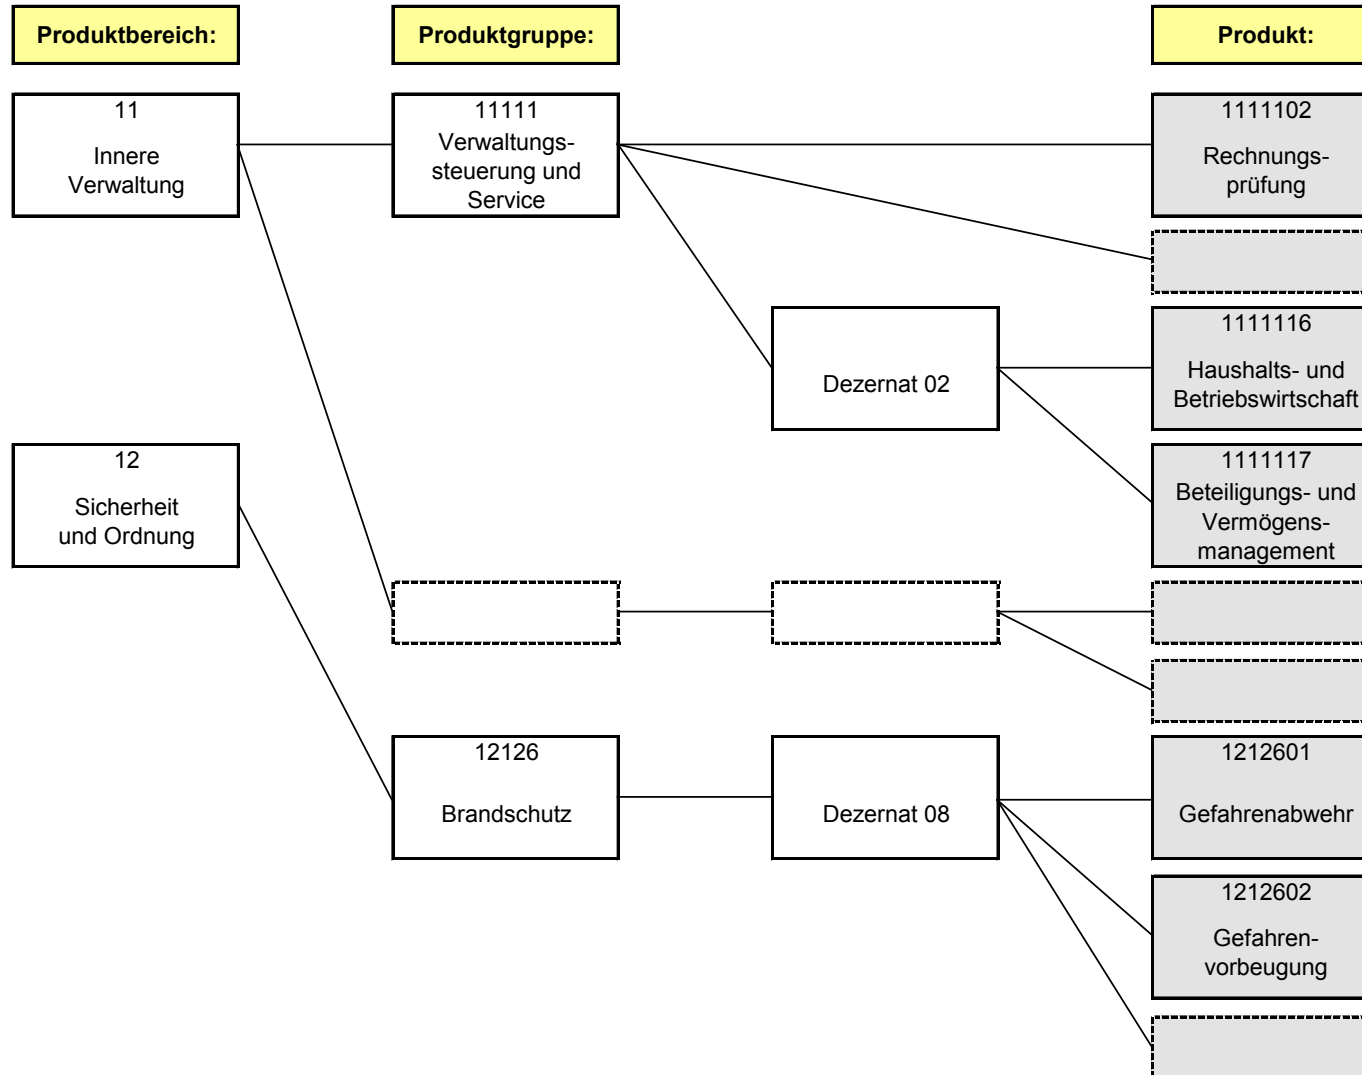 Produktbereich:
Produktgruppe:
Produkt:
11
Innere
Verwaltung
11111
Verwaltungs-
steuerung und
Service
1111102
Rechnungs-
prüfung
Dezernat 02
1111116
Haushalts- und
Betriebswirtschaft
12
Sicherheit
und Ordnung
1111117
Beteiligungs- und
Vermögens-
management
12126
Brandschutz
Dezernat 08
1212601
Gefahrenabwehr
1212602
Gefahren-
vorbeugung